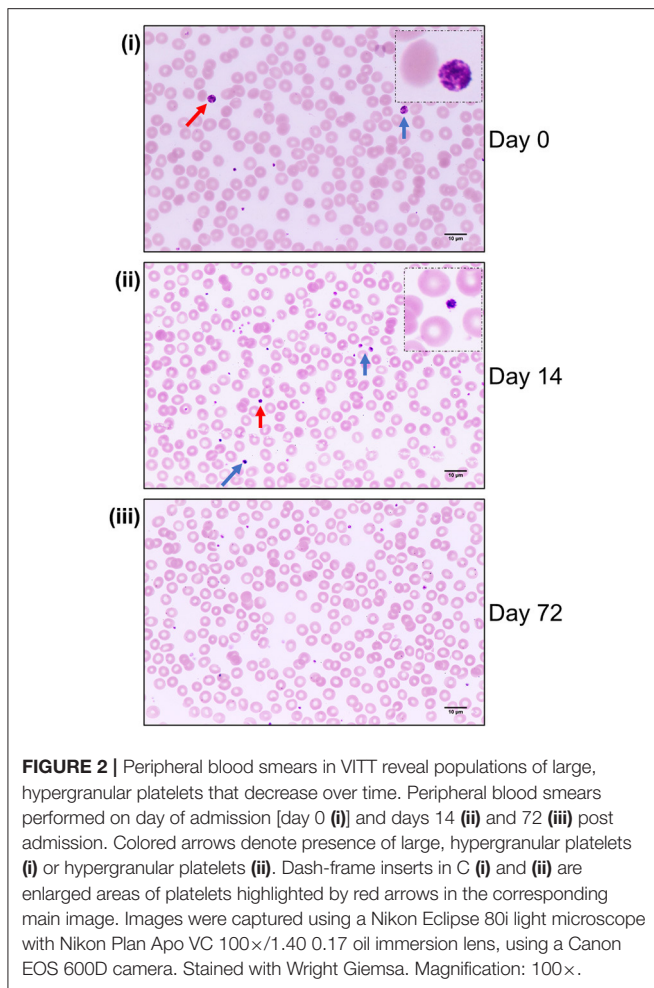 (i)
Day 0
10 µm
(ii)
Day 14
10 µm
(iii)
Day 72
10 µm
FIGURE 2 | Peripheral blood smears in VITT reveal populations of large,
hypergranular platelets that decrease over time. Peripheral blood smears
performed on day of admission [day 0 (i)] and days 14 (ii) and 72 (iii) post
admission. Colored arrows denote presence of large, hypergranular platelets
(i) or hypergranular platelets (ii). Dash-frame inserts in C (i) and (ii) are
enlarged areas of platelets highlighted by red arrows in the corresponding
main image. Images were captured using a Nikon Eclipse 80i light microscope
with Nikon Plan Apo VC 100×/1.40 0.17 oil immersion lens, using a Canon
EOS 600D camera. Stained with Wright Giemsa. Magnification: 100×.